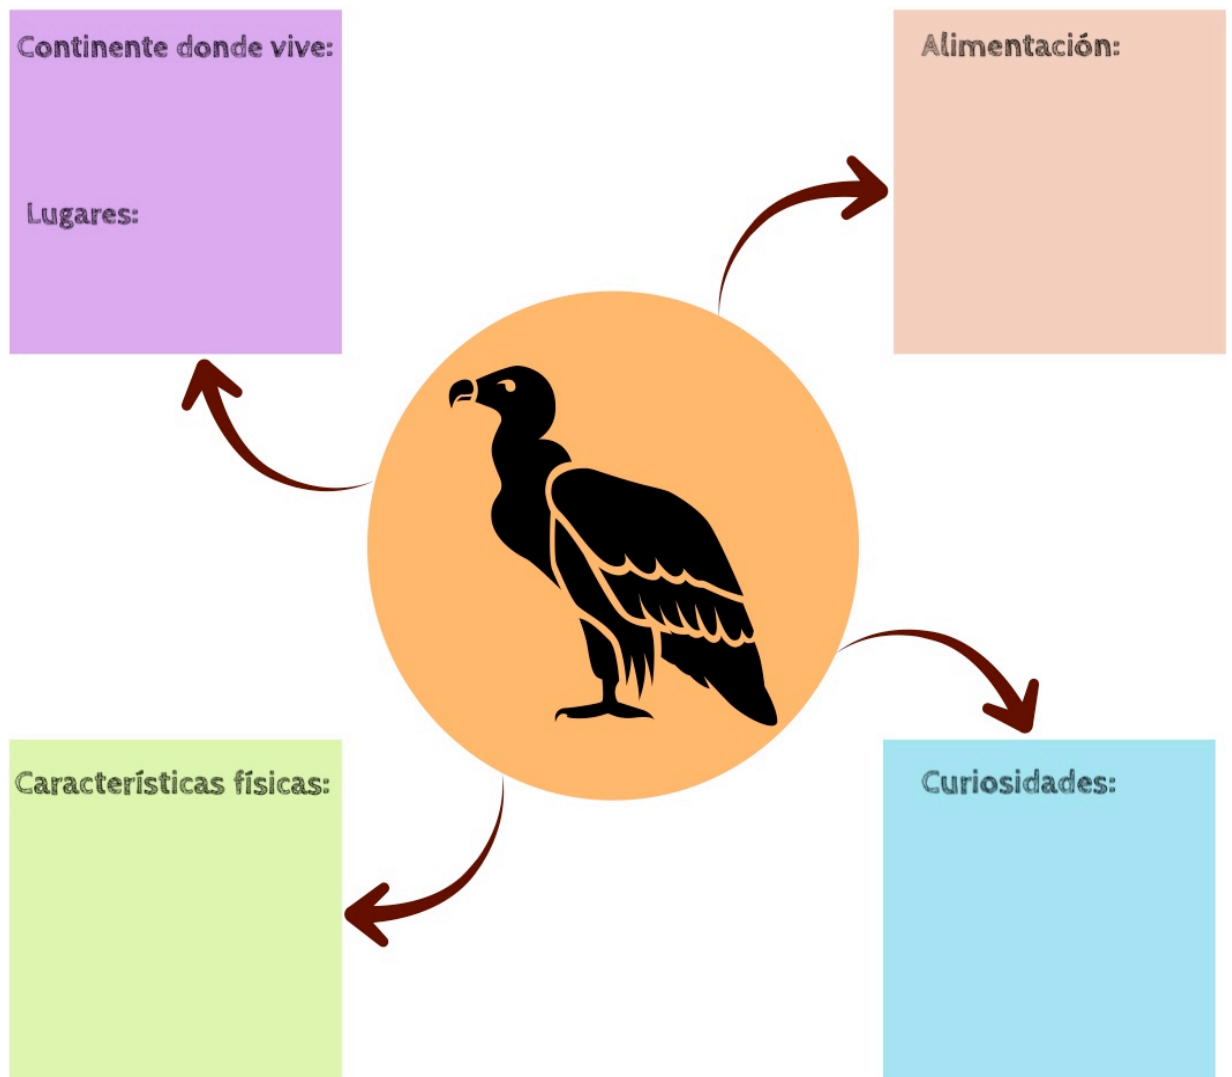 Continente donde vive:
Lugares:
Alimentación:
Características físicas:
Curiosidades: